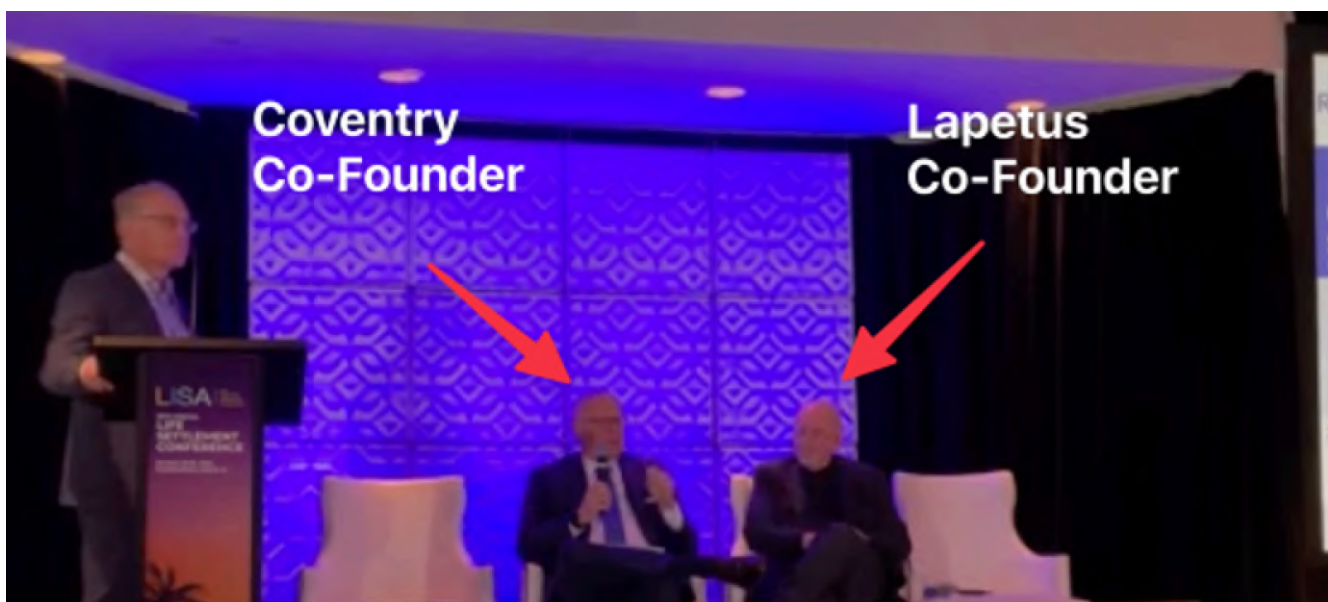 Coventry
Co-Founder
Lapetus
Co-Founder
LISA
LIFE
SETTLEMENT
CONFERENCE
R